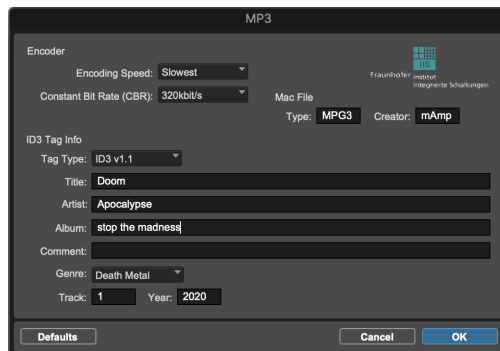 MP3
Encoder
IIS
Encoding Speed: Slowest
Fraunhofer Institut
Integrierte Schaltungen
Constant Bit Rate (CBR): 320kbit/s
Mac File
Type: MPG3 Creator: mAmp
ID3 Tag Info
Tag Type: ID3 v1.1
Title: Doom
Artist: Apocalypse
Album: stop the madness
Comment:
Genre: Death Metal
Track: 1 Year: 2020
Defaults Cancel OK